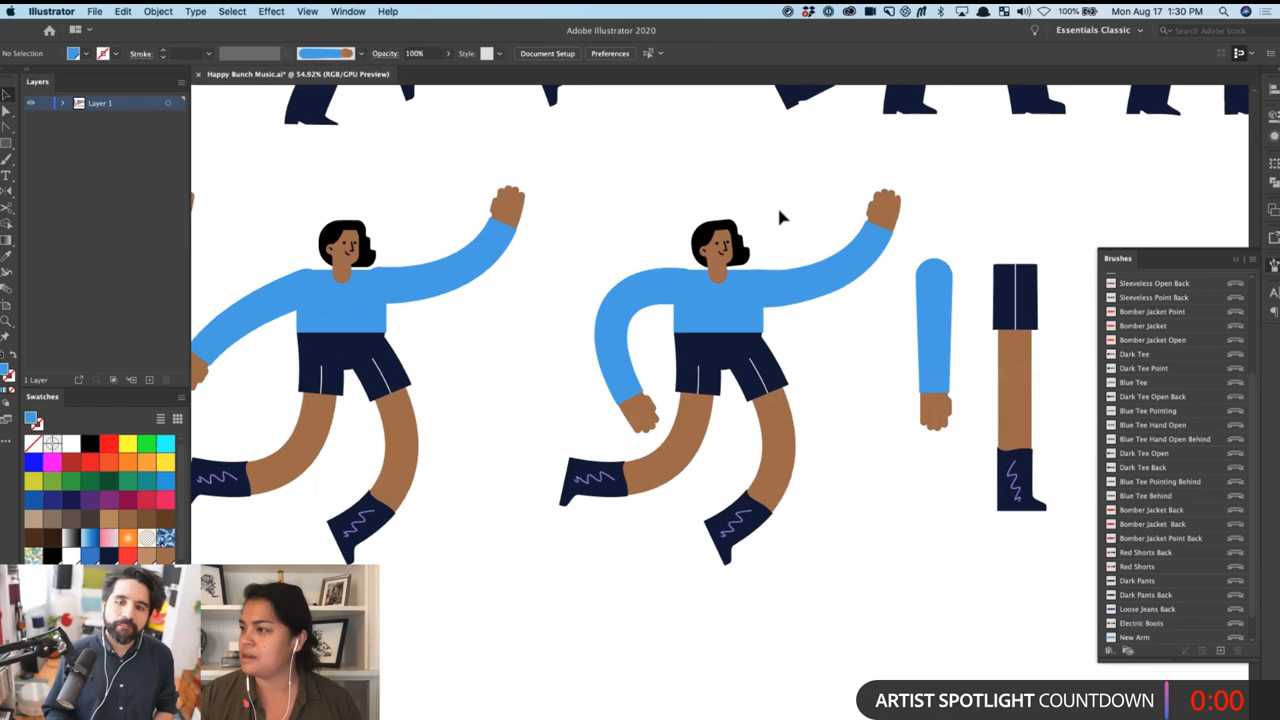 Illustrator File Edit Object Type Select Effect View Window Help
100% Mon Aug 17 1:30 PM
Adobe Illustrator 2020
Essentials Classic
Search Adobe Stock
No Selection Stroke: Opacity: 100% Style: Document Setup Preferences
Layers
Happy Bunch Music.ai* @ 54.92% (RGB/GPU Preview)
Layer 1
1 Layer
Swatches
Brushes
Sleeveless Open Back
Sleeveless Point Back
Bomber Jacket Point
Bomber Jacket
Bomber Jacket Open
Dark Tee
Dark Tee Point
Blue Tee
Dark Tee Open Back
Blue Tee Pointing
Blue Tee Hand Open
Blue Tee Hand Open Behind
Dark Tee Open
Dark Tee Back
Blue Tee Pointing Behind
Blue Tee Behind
Bomber Jacket Back
Bomber Jacket Back
Bomber Jacket Point Back
Red Shorts Back
Red Shorts
Dark Pants
Dark Pants Back
Loose Jeans Back
Electric Boots
New Arm
ARTIST SPOTLIGHT COUNTDOWN 0:00